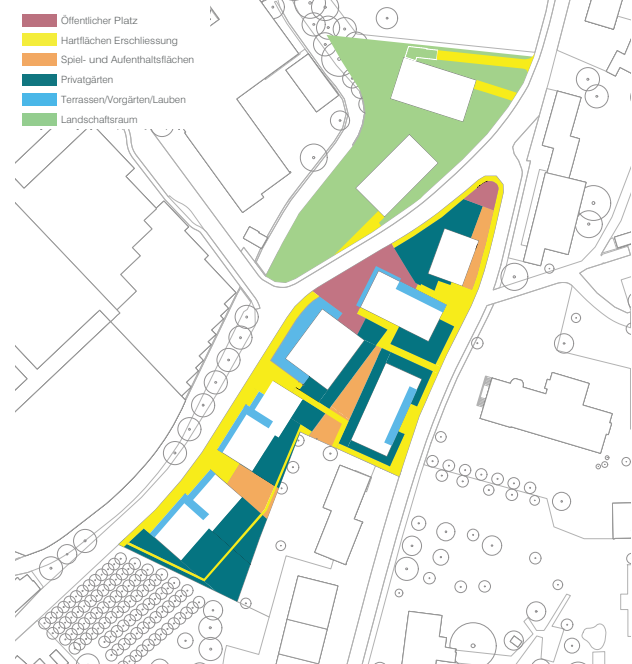 Öffentlicher Platz
Hartflächen Erschliessung
Spiel- und Aufenthaltsflächen
Privatgärten
Terrassen/Vorgärten/Lauben
Landschaftsraum